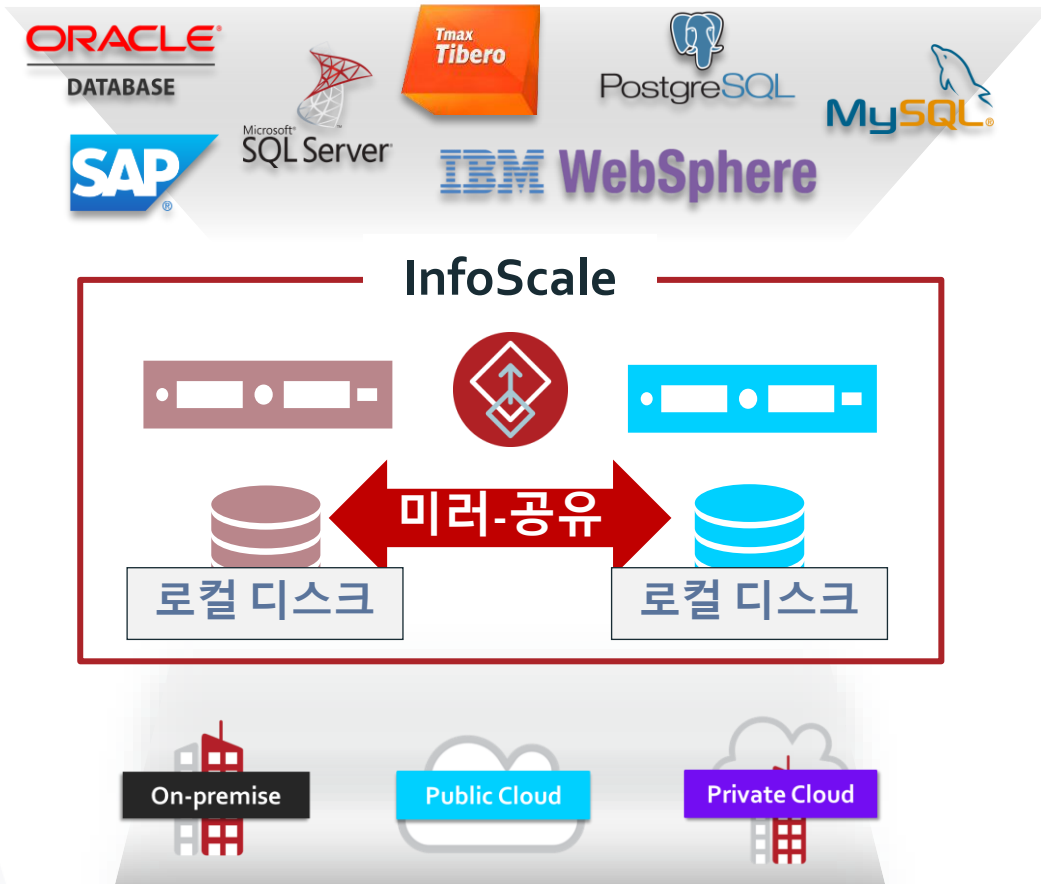 ORACLE
DATABASE
Microsoft
SQL Server
Tmax
Tibero
PostgreSQL
MySQL
SAP
IBM WebSphere
InfoScale
미러-공유
로컬 디스크
로컬 디스크
On-premise
Public Cloud
Private Cloud